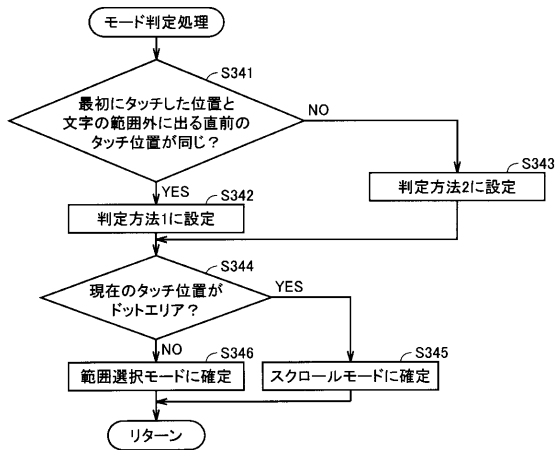 モード判定処理
S341
最初にタッチした位置と
文字の範囲外に出る直前の
タッチ位置が同じ？
NO
YES
S342
S343
判定方法1に設定
判定方法2に設定
S344
現在のタッチ位置が
ドットエリア？
YES
NO
S346
S345
範囲選択モードに確定
スクロールモードに確定
リターン